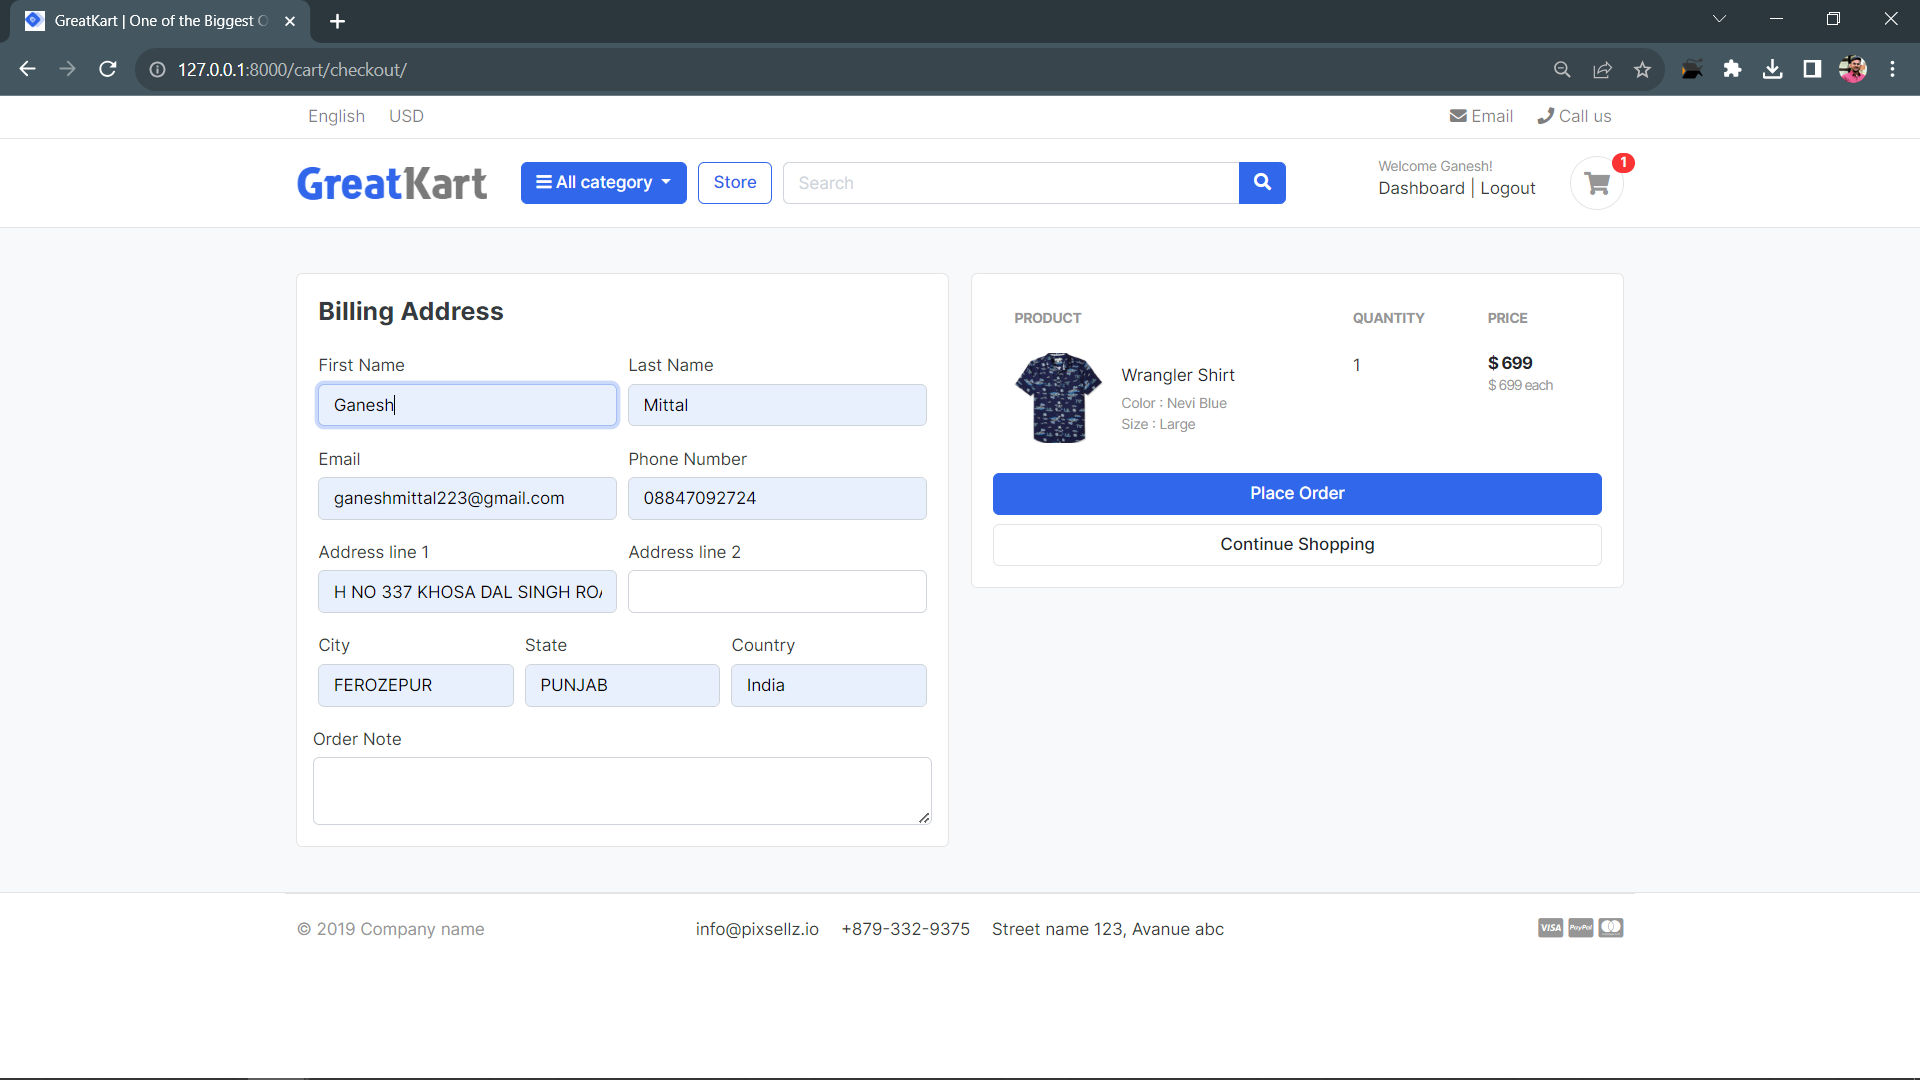 GreatKart | One of the Biggest O
127.0.0.1:8000/cart/checkout/
English USD Email Call us
GreatKart All category Store Search Welcome Ganesh! Dashboard | Logout 1
Billing Address
First Name Last Name
Ganesh Mittal
Email Phone Number
ganeshmittal223@gmail.com 08847092724
Address line 1 Address line 2
H NO 337 KHOSA DAL SINGH ROA
City State Country
FEROZEPUR PUNJAB India
Order Note
PRODUCT QUANTITY PRICE
Wrangler Shirt 1 $ 699
Color : Nevi Blue $ 699 each
Size : Large
Place Order
Continue Shopping
© 2019 Company name info@pixsellz.io +879-332-9375 Street name 123, Avanue abc VISA PayPal